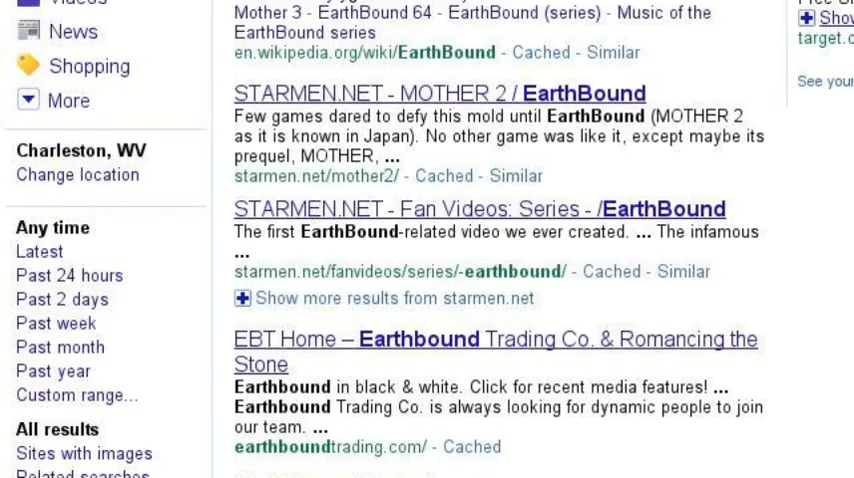 Videos
News
Shopping
More
Charleston, WV
Change location
Any time
Latest
Past 24 hours
Past 2 days
Past week
Past month
Past year
Custom range...
All results
Sites with images
Related searches
Mother 3 - EarthBound 64 - EarthBound (series) - Music of the
EarthBound series
en.wikipedia.org/wiki/EarthBound - Cached - Similar
STARMEN.NET - MOTHER 2 / EarthBound
Few games dared to defy this mold until EarthBound (MOTHER 2
as it is known in Japan). No other game was like it, except maybe its
prequel, MOTHER, ...
starmen.net/mother2/ - Cached - Similar
STARMEN.NET - Fan Videos: Series - /EarthBound
The first EarthBound-related video we ever created. ... The infamous
...
starmen.net/fanvideos/series/-earthbound/ - Cached - Similar
Show more results from starmen.net
EBT Home – Earthbound Trading Co. & Romancing the
Stone
Earthbound in black & white. Click for recent media features! ...
Earthbound Trading Co. is always looking for dynamic people to join
our team. ...
earthboundtrading.com/ - Cached
Show
target.c
See your